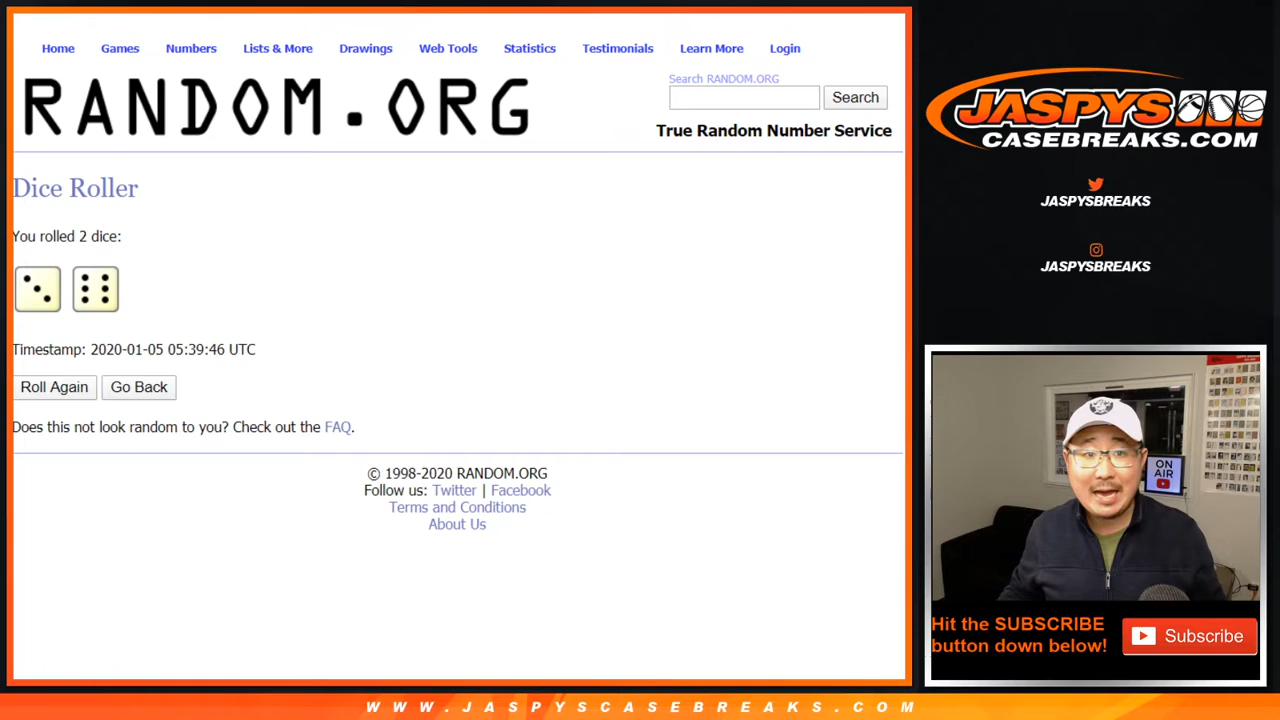 Home Games Numbers Lists & More Drawings Web Tools Statistics Testimonials Learn More Login
RANDOM.ORG
Search RANDOM.ORG
Search
True Random Number Service
Dice Roller
You rolled 2 dice:
Timestamp: 2020-01-05 05:39:46 UTC
Roll Again Go Back
Does this not look random to you? Check out the FAQ.
© 1998-2020 RANDOM.ORG
Follow us: Twitter | Facebook
Terms and Conditions
About Us
JASPYS
CASEBREAKS.COM
JASPYSBREAKS
JASPYSBREAKS
ON
AIR
Hit the SUBSCRIBE
button down below!
Subscribe
WWW.JASPYSCASEBREAKS.COM